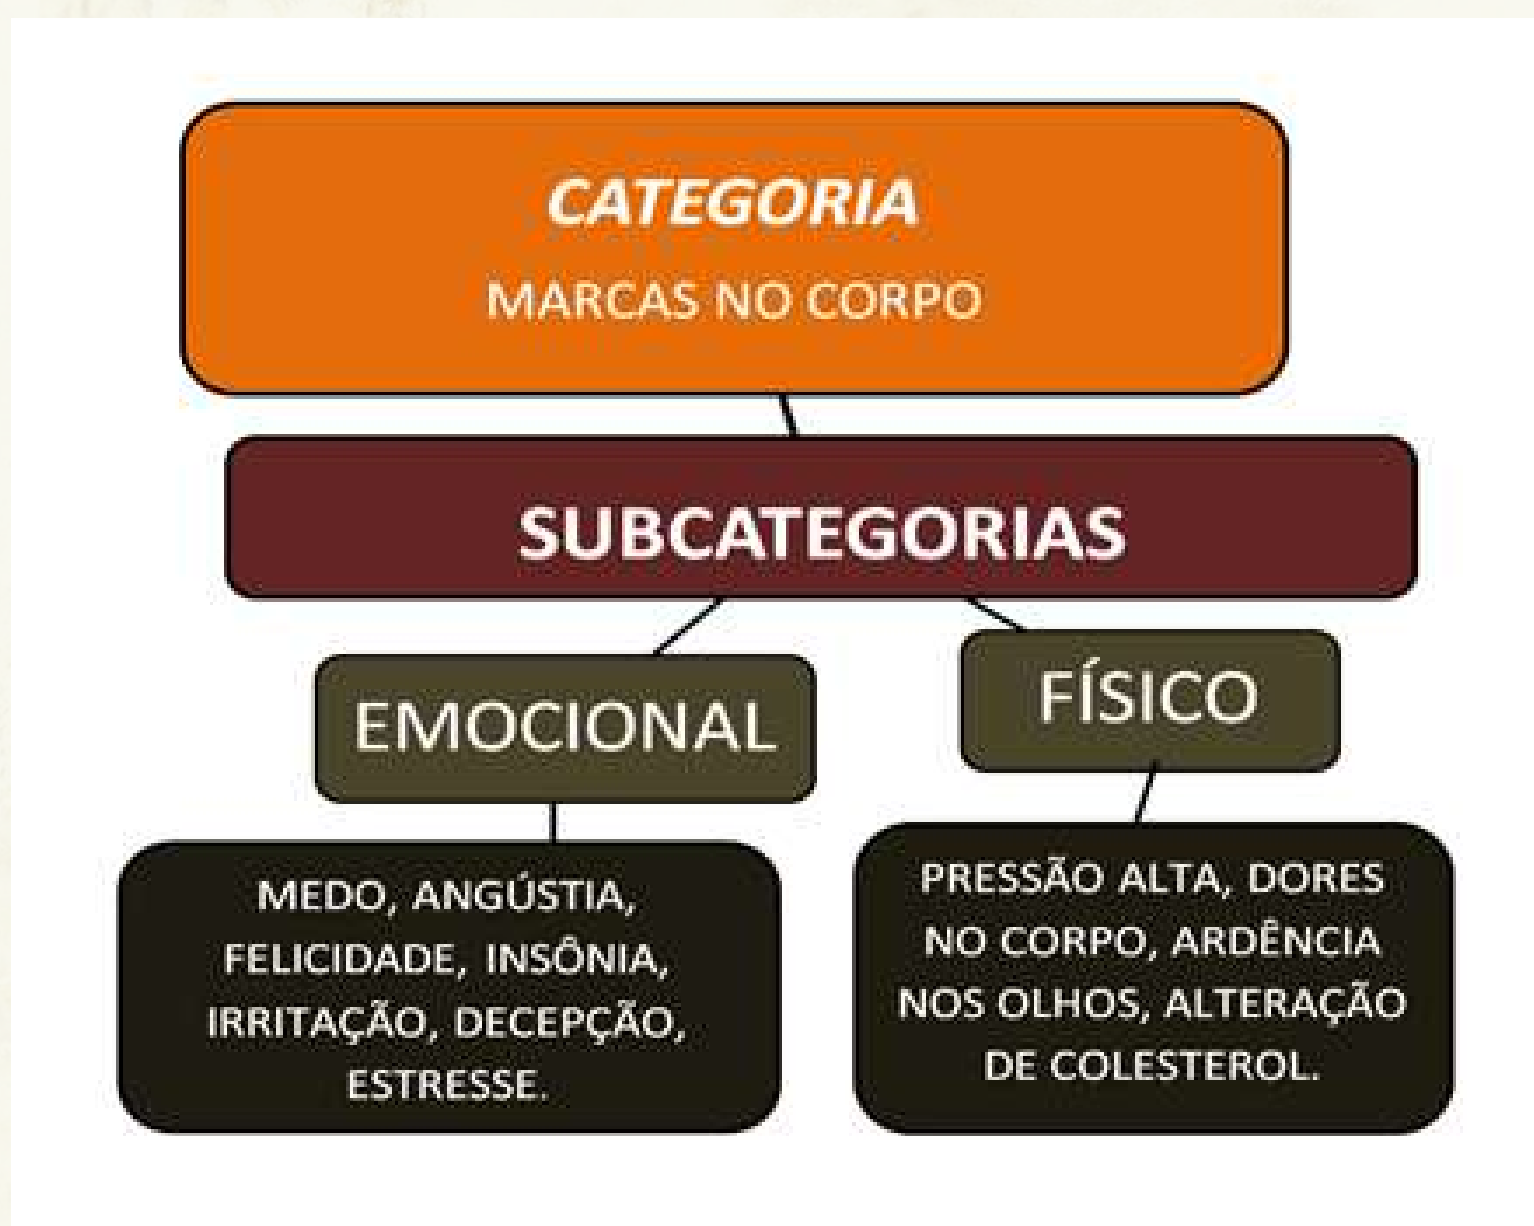 CATEGORIA
MARCAS NO CORPO
SUBCATEGORIAS
EMOCIONAL
MEDO, ANGÚSTIA,
FELICIDADE, INSÔNIA,
IRRITAÇÃO, DECEPÇÃO,
ESTRESSE.
FÍSICO
PRESSÃO ALTA, DORES
NO CORPO, ARDÊNCIA
NOS OLHOS, ALTERAÇÃO
DE COLESTEROL.